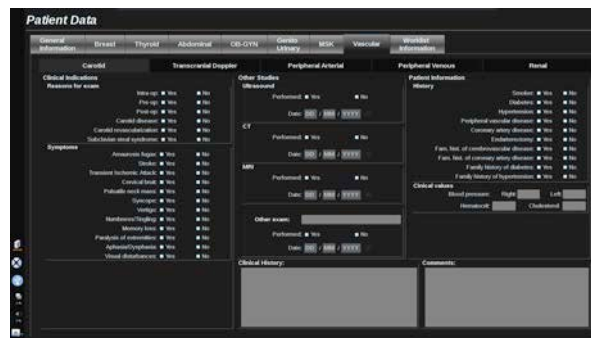 Patient Data
General Information
Breast
Thyroid
Abdominal
OB-GYN
Genito Urinary
MSK
Vascular
Worklist Information
Carotid
Transcranial Doppler
Peripheral Arterial
Peripheral Venous
Renal
Clinical Indications
Reasons for exam
Intra-op: Yes No
Pre-op: Yes No
Post-op: Yes No
Carotid disease: Yes No
Carotid revascularization: Yes No
Subclavian steal syndrome: Yes No
Symptoms
Amaurosis fugax: Yes No
Stroke: Yes No
Transient Ischemic Attack: Yes No
Cervical bruit: Yes No
Pulsatile neck mass: Yes No
Syncope: Yes No
Vertigo: Yes No
Numbness/Tingling: Yes No
Memory loss: Yes No
Paralysis of extremities: Yes No
Aphasia/Dysphasia: Yes No
Visual disturbances: Yes No
Other Studies
Ultrasound
Performed: Yes No
Date: DD / MM / YYYY
CT
Date: DD / MM / YYYY
MRI
Performed: Yes No
Date: DD / MM / YYYY
Other exam:
Performed: Yes No
Date: DD / MM / YYYY
Patient Information
History
Smoker: Yes No
Diabetes: Yes No
Hypertension: Yes No
Peripheral vascular disease: Yes No
Coronary artery disease: Yes No
Endarterectomy: Yes No
Fam. hist. of cerebrovascular disease: Yes No
Fam. hist. of coronary artery disease: Yes No
Family history of diabetes: Yes No
Family history of hypertension: Yes No
Clinical values
Blood pressure: Right Left
Hematocrit: Cholesterol:
Clinical History:
Comments: